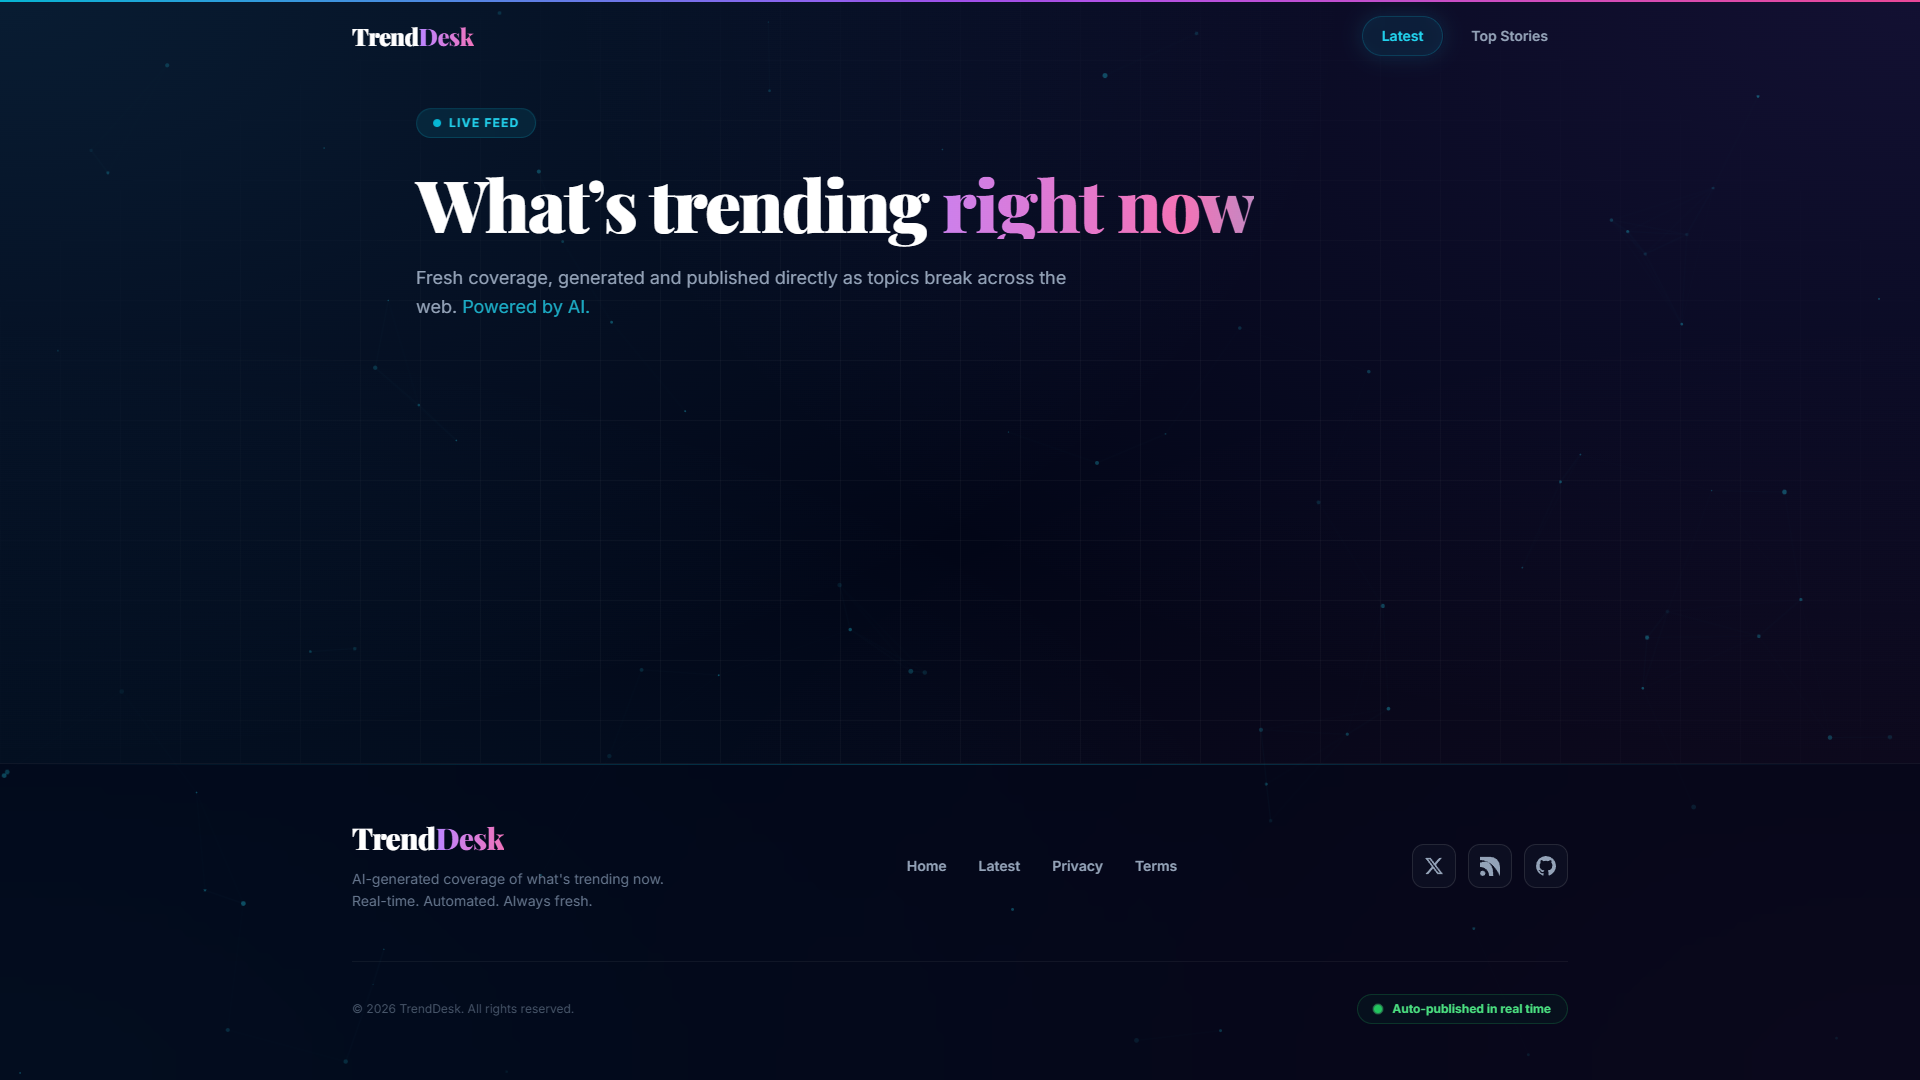 TrendDesk
Latest
Top Stories
LIVE FEED
What’s trending right now
Fresh coverage, generated and published directly as topics break across the
web. Powered by AI.
TrendDesk
AI-generated coverage of what's trending now.
Real-time. Automated. Always fresh.
Home
Latest
Privacy
Terms
© 2026 TrendDesk. All rights reserved.
Auto-published in real time